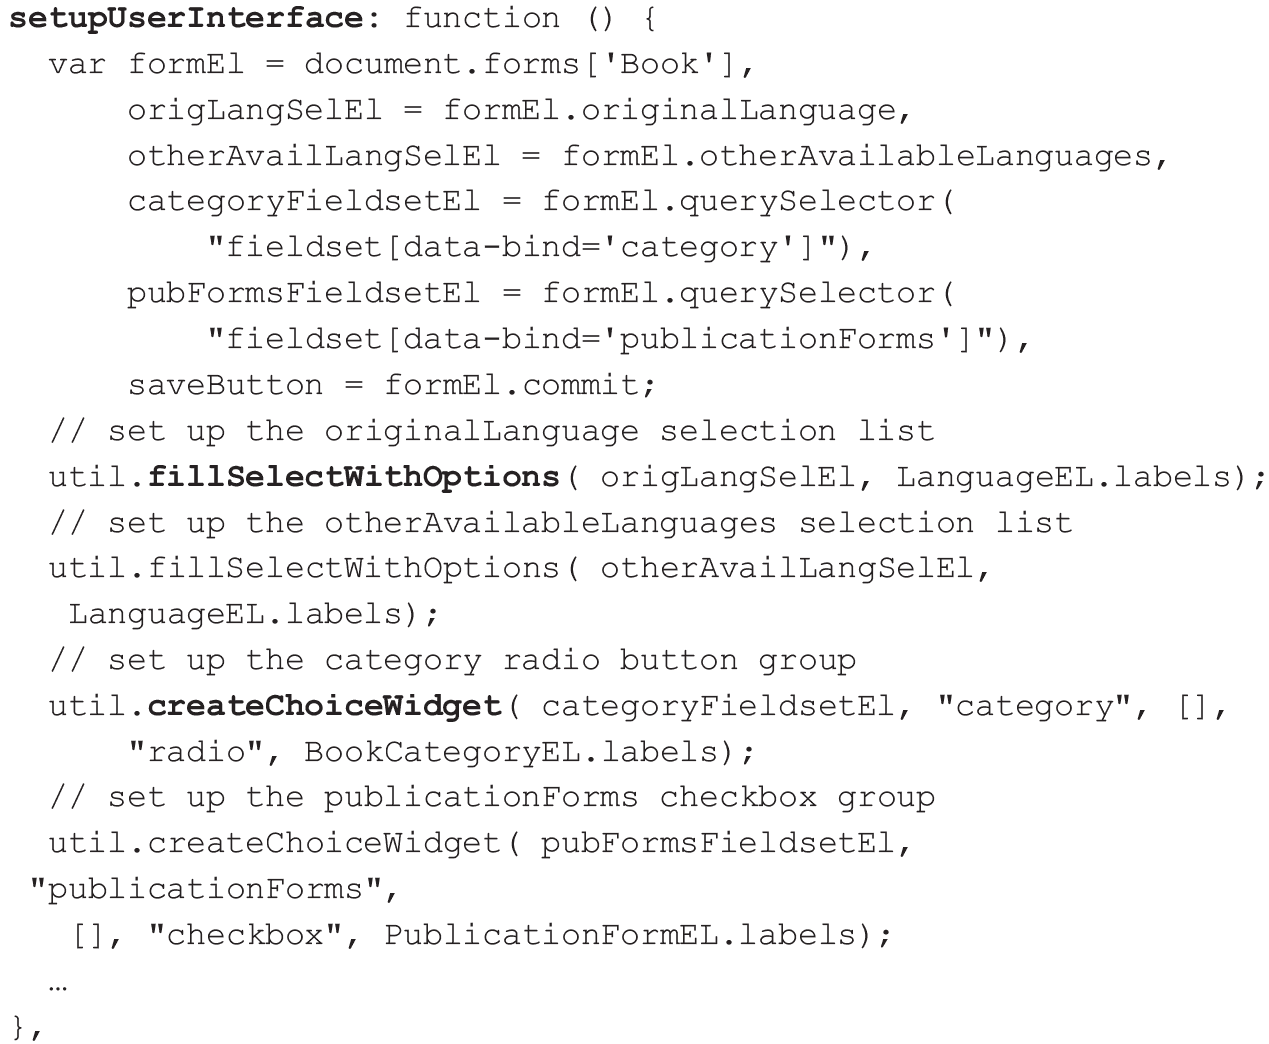 setupUserInterface: function () {
  var formEl = document.forms['Book'],
      origLangSelEl = formEl.originalLanguage,
      otherAvailLangSelEl = formEl.otherAvailableLanguages,
      categoryFieldsetEl = formEl.querySelector(
          "fieldset[data-bind='category']"),
      pubFormsFieldsetEl = formEl.querySelector(
          "fieldset[data-bind='publicationForms']"),
      saveButton = formEl.commit;
  // set up the originalLanguage selection list
  util.fillSelectWithOptions( origLangSelEl, LanguageEL.labels);
  // set up the otherAvailableLanguages selection list
  util.fillSelectWithOptions( otherAvailLangSelEl,
   LanguageEL.labels);
  // set up the category radio button group
  util.createChoiceWidget( categoryFieldsetEl, "category", [],
      "radio", BookCategoryEL.labels);
  // set up the publicationForms checkbox group
  util.createChoiceWidget( pubFormsFieldsetEl,
 "publicationForms",
   [], "checkbox", PublicationFormEL.labels);
  …
},